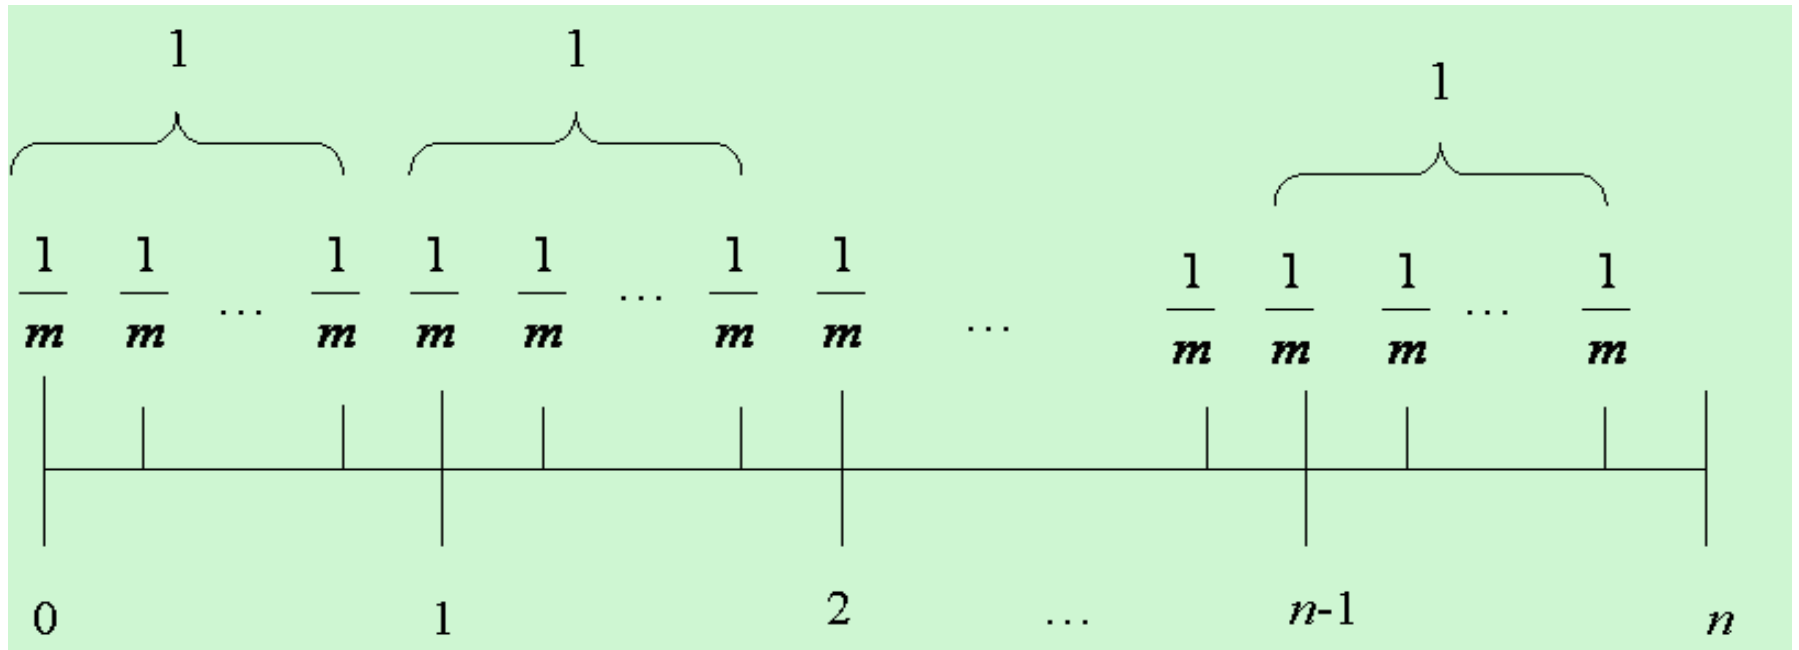 1 1 1
1/m 1/m … 1/m 1/m 1/m … 1/m 1/m … 1/m 1/m 1/m … 1/m
0 1 2 … n-1 n